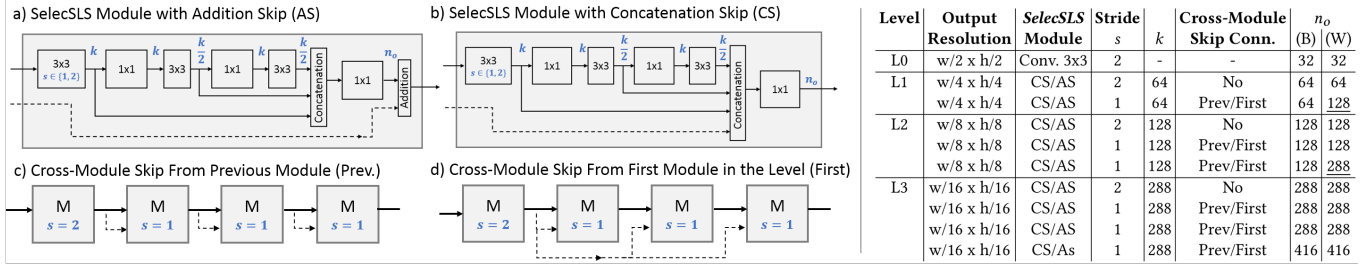 a) SelecSLS Module with Addition Skip (AS)
3x3
s ∈ {1,2}
k
1x1
k
3x3
k/2
1x1
k
3x3
k/2
Concatenation
1x1
n_o
Addition
b) SelecSLS Module with Concatenation Skip (CS)
3x3
s ∈ {1,2}
k
1x1
k
3x3
k/2
1x1
k
3x3
k/2
Concatenation
1x1
n_o
c) Cross-Module Skip From Previous Module (Prev.)
M
s = 2
M
s = 1
M
s = 1
M
s = 1
d) Cross-Module Skip From First Module in the Level (First)
M
s = 2
M
s = 1
M
s = 1
M
s = 1
Level Output SelecSLS Stride Cross-Module n_o
Resolution Module s k Skip Conn. (B) (W)
L0 w/2 x h/2 Conv. 3x3 2 - - 32 32
L1 w/4 x h/4 CS/AS 2 64 No 64 64
w/4 x h/4 CS/AS 1 64 Prev/First 64 128
L2 w/8 x h/8 CS/AS 2 128 No 128 128
w/8 x h/8 CS/AS 1 128 Prev/First 128 128
w/8 x h/8 CS/AS 1 128 Prev/First 128 288
L3 w/16 x h/16 CS/AS 2 288 No 288 288
w/16 x h/16 CS/AS 1 288 Prev/First 288 288
w/16 x h/16 CS/AS 1 288 Prev/First 288 288
w/16 x h/16 CS/As 1 288 Prev/First 416 416